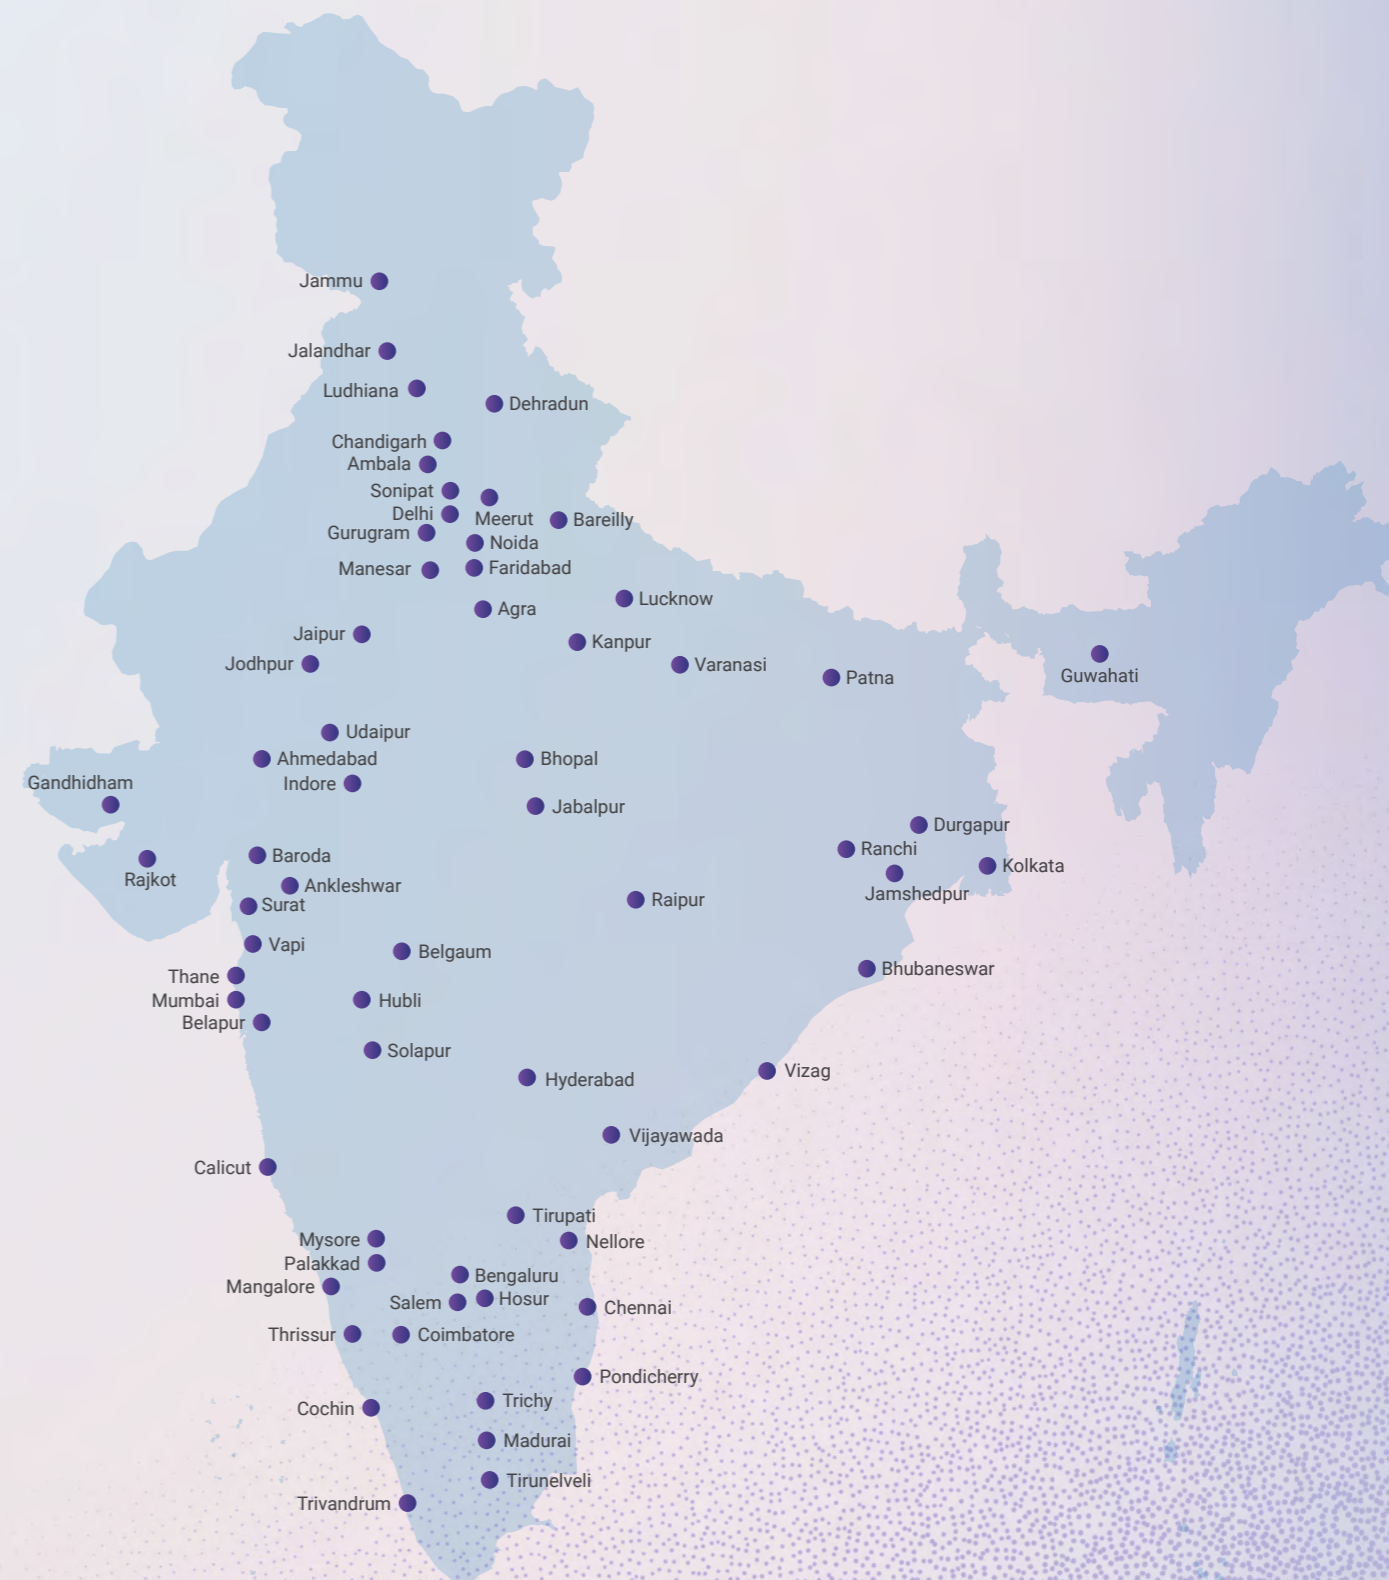 Jammu
Jalandhar
Ludhiana
Dehradun
Chandigarh
Ambala
Sonipat
Delhi
Meerut
Bareilly
Gurugram
Noida
Manesar
Faridabad
Lucknow
Agra
Jaipur
Kanpur
Jodhpur
Varanasi
Patna
Guwahati
Udaipur
Ahmedabad
Bhopal
Gandhidham
Indore
Jabalpur
Durgapur
Ranchi
Baroda
Kolkata
Rajkot
Ankleshwar
Jamshedpur
Surat
Raipur
Vapi
Belgaum
Bhubaneswar
Thane
Mumbai
Hubli
Belapur
Solapur
Vizag
Hyderabad
Vijayawada
Calicut
Tirupati
Mysore
Nellore
Palakkad
Bengaluru
Mangalore
Salem
Hosur
Chennai
Thrissur
Coimbatore
Pondicherry
Trichy
Cochin
Madurai
Tirunelveli
Trivandrum